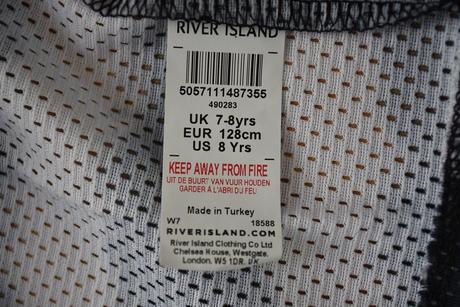 RIVER ISLAND
5057111487355
490283
UK 7-8yrs
EUR 128cm
US 8 Yrs
KEEP AWAY FROM FIRE
UIT DE BUURT VAN VUUR HOUDEN
GARDER À L'ABRI DU FEU
Made in Turkey
W7 18588
RIVERISLAND.COM
River Island Clothing Co Ltd
Chelsea House, Westgate,
London, W5 1DR, UK